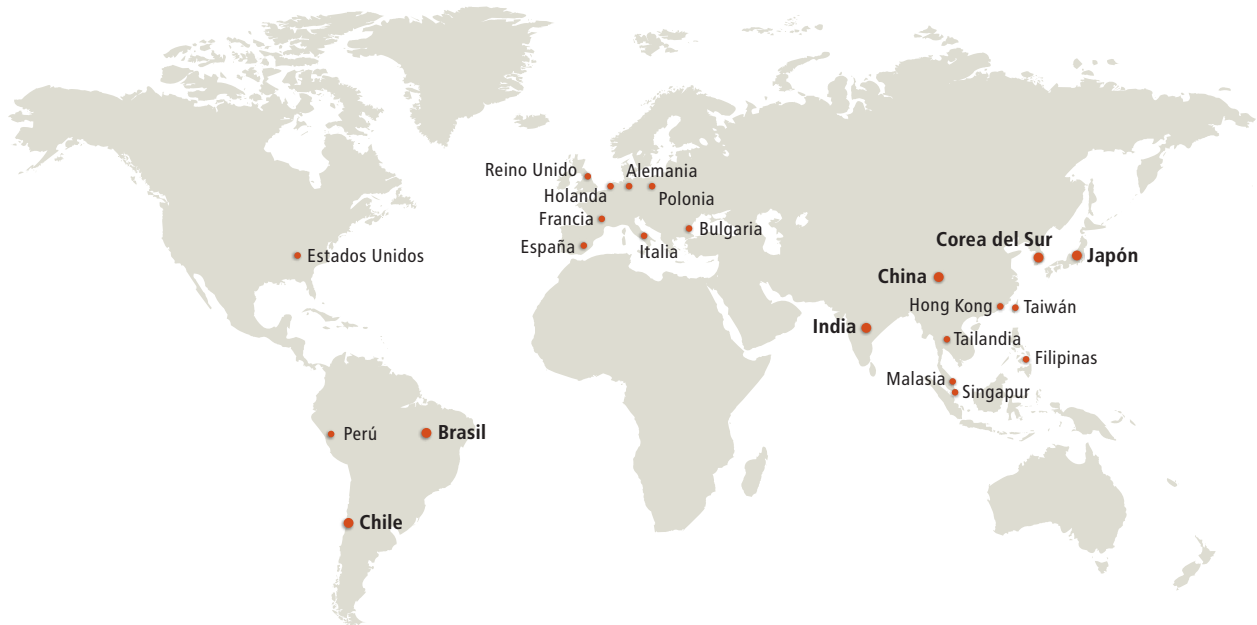 Reino Unido
Alemania
Holanda
Polonia
Francia
Bulgaria
España
Italia
Estados Unidos
Corea del Sur
Japón
China
Hong Kong
Taiwán
India
Tailandia
Filipinas
Malasia
Singapur
Perú
Brasil
Chile